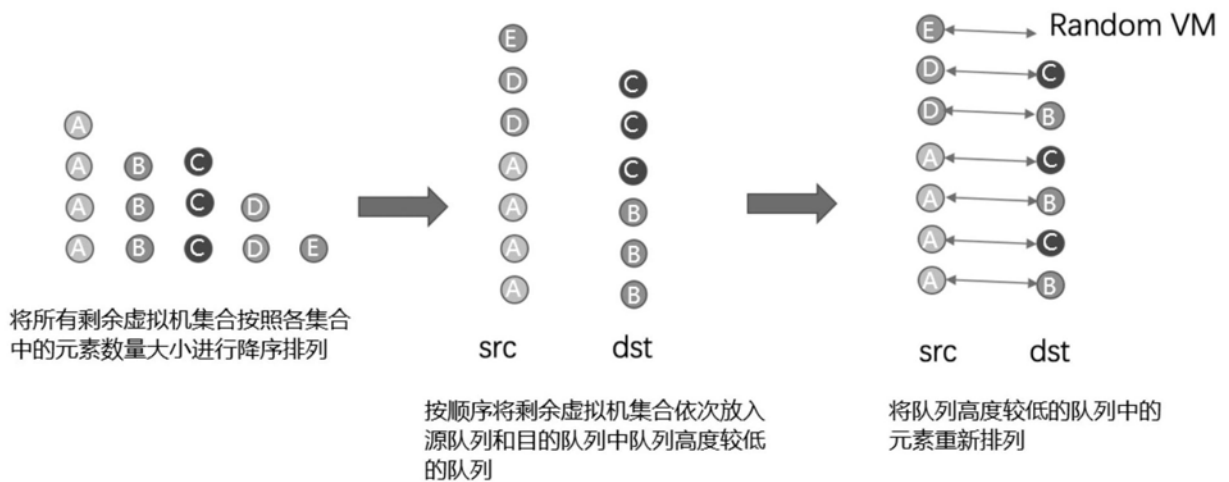 A
A B C
A B C D
A B C D E
将所有剩余虚拟机集合按照各集合
中的元素数量大小进行降序排列
E
D C
D C
A C
A B
A B
A B
src dst
按顺序将剩余虚拟机集合依次放入
源队列和目的队列中队列高度较低
的队列
E Random VM
D C
D B
A C
A B
A C
A B
src dst
将队列高度较低的队列中的
元素重新排列